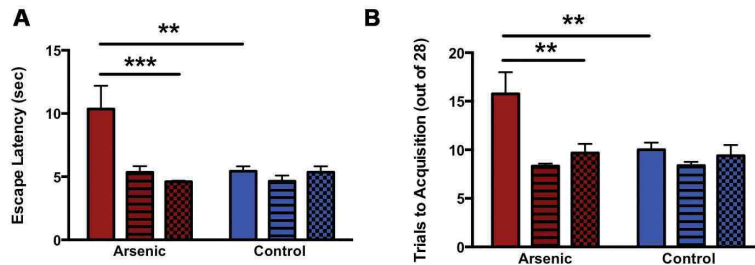 A
Escape Latency (sec)
15
10
5
0
**
***
Arsenic
Control
B
Trials to Acquisition (out of 28)
20
15
10
5
0
**
**
Arsenic
Control